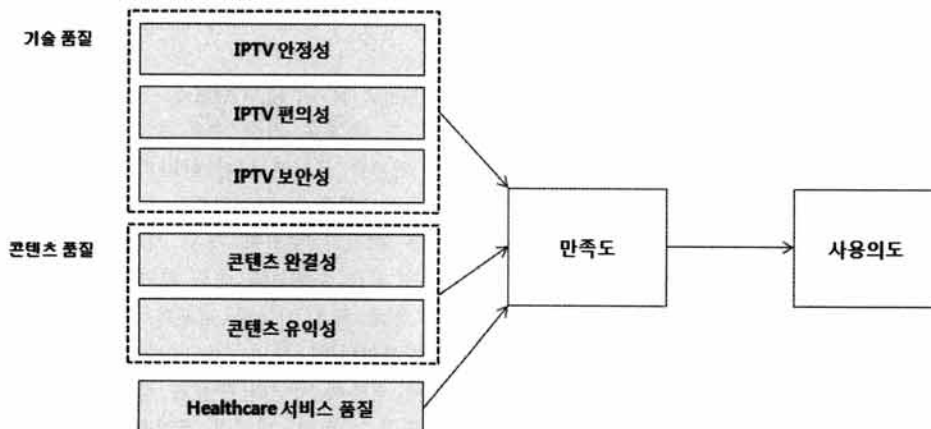 기술 품질
IPTV 안정성
IPTV 편의성
IPTV 보안성
콘텐츠 품질
콘텐츠 완결성
콘텐츠 유익성
Healthcare 서비스 품질
만족도
사용의도